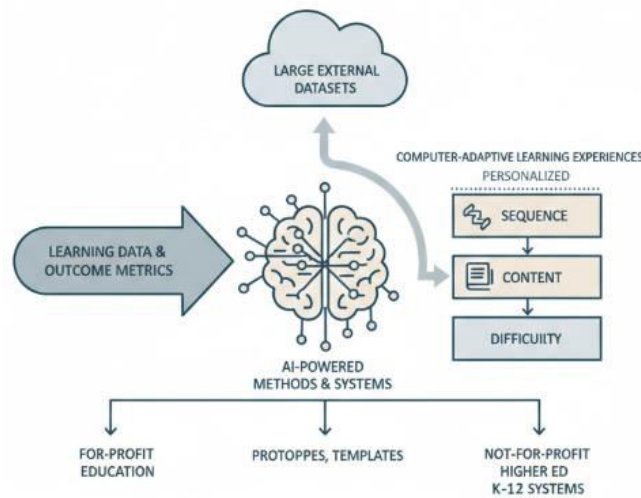 LARGE EXTERNAL
DATASETS
COMPUTER-ADAPTIVE LEARNING EXPERIENCES
PERSONALIZED
SEQUENCE
LEARNING DATA &
OUTCOME METRICS
CONTENT
DIFFICUIITY
AI-POWERED
METHODS & SYSTEMS
FOR-PROFIT
EDUCATION
PROTOPPES, TEMPLATES
NOT-FOR-PROFIT
HIGHER ED
K-12 SYSTEMS